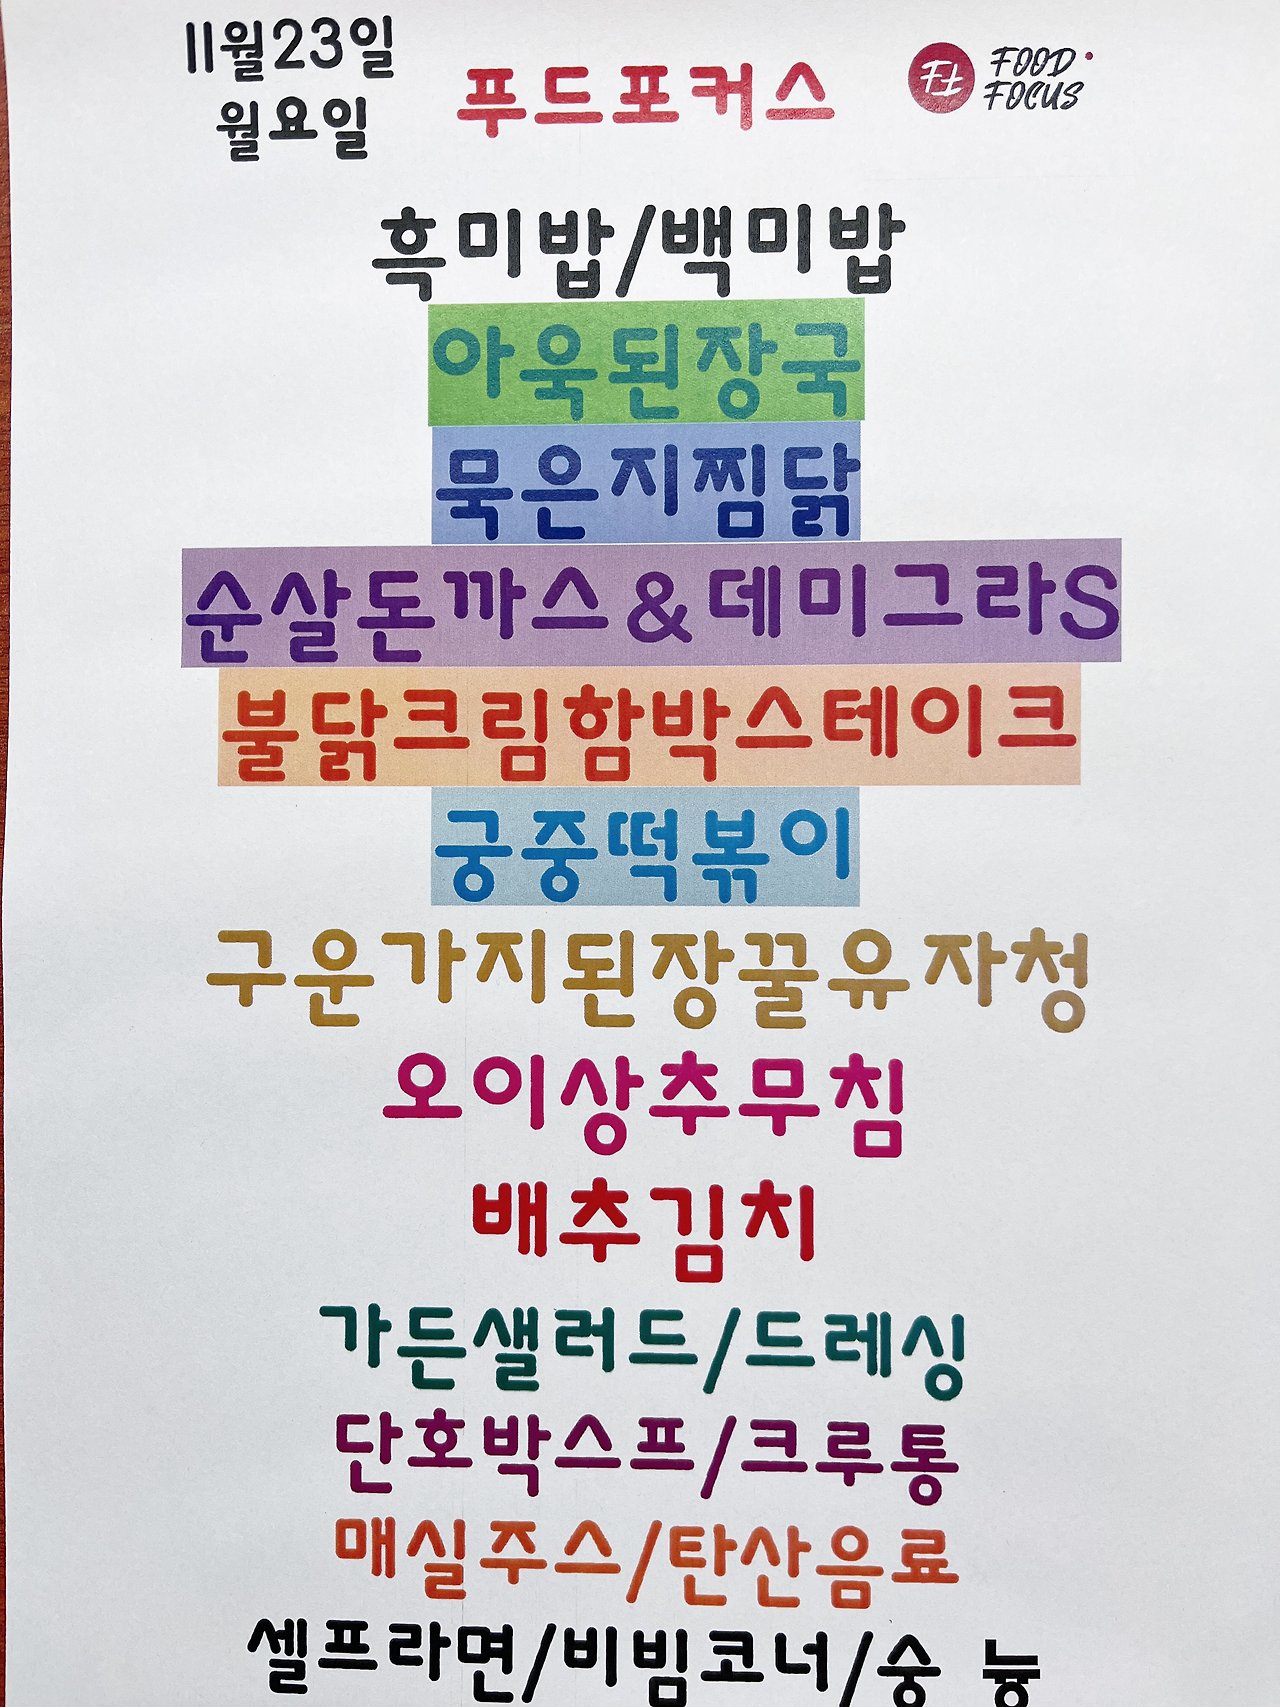 11월23일
월요일
푸드포커스
FOOD
FOCUS
흑미밥/백미밥
아욱된장국
묵은지찜닭
순살돈까스&데미그라S
불닭크림함박스테이크
궁중떡볶이
구운가지된장꿀유자청
오이상추무침
배추김치
가든샐러드/드레싱
단호박스프/크루통
매실주스/탄산음료
셀프라면/비빔코너/숭 늉